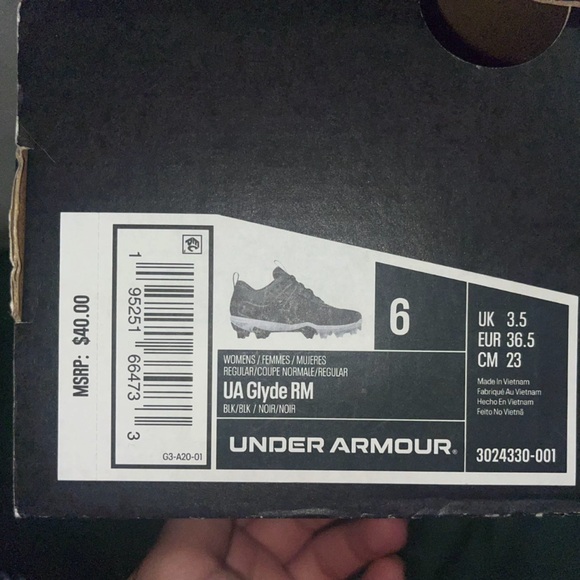 MSRP: $40.00
1 95251 66473 3
G3-A20-01
6
WOMENS / FEMMES / MUJERES
REGULAR/COUPE NORMALE/REGULAR
UA Glyde RM
BLK/BLK / NOIR/NOIR
UNDER ARMOUR®
UK 3.5
EUR 36.5
CM 23
Made In Vietnam
Fabriqué Au Vietnam
Hecho En Vietnam
Feito No Vietnã
3024330-001